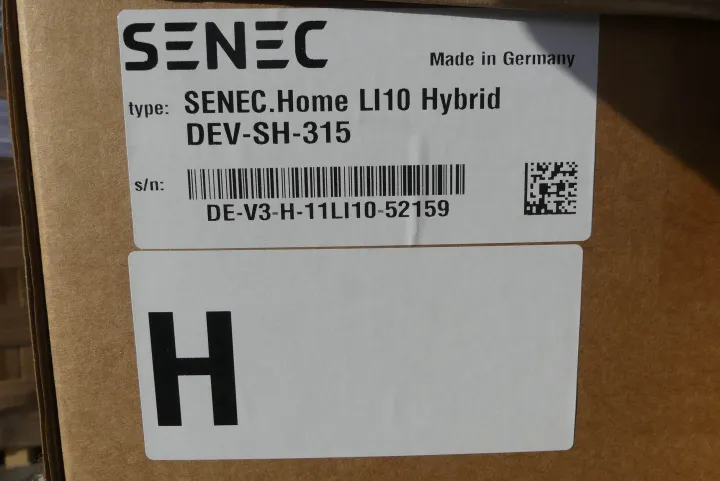 SENEC
Made in Germany
type: SENEC.Home LI10 Hybrid
DEV-SH-315
s/n:
DE-V3-H-11LI10-52159
H